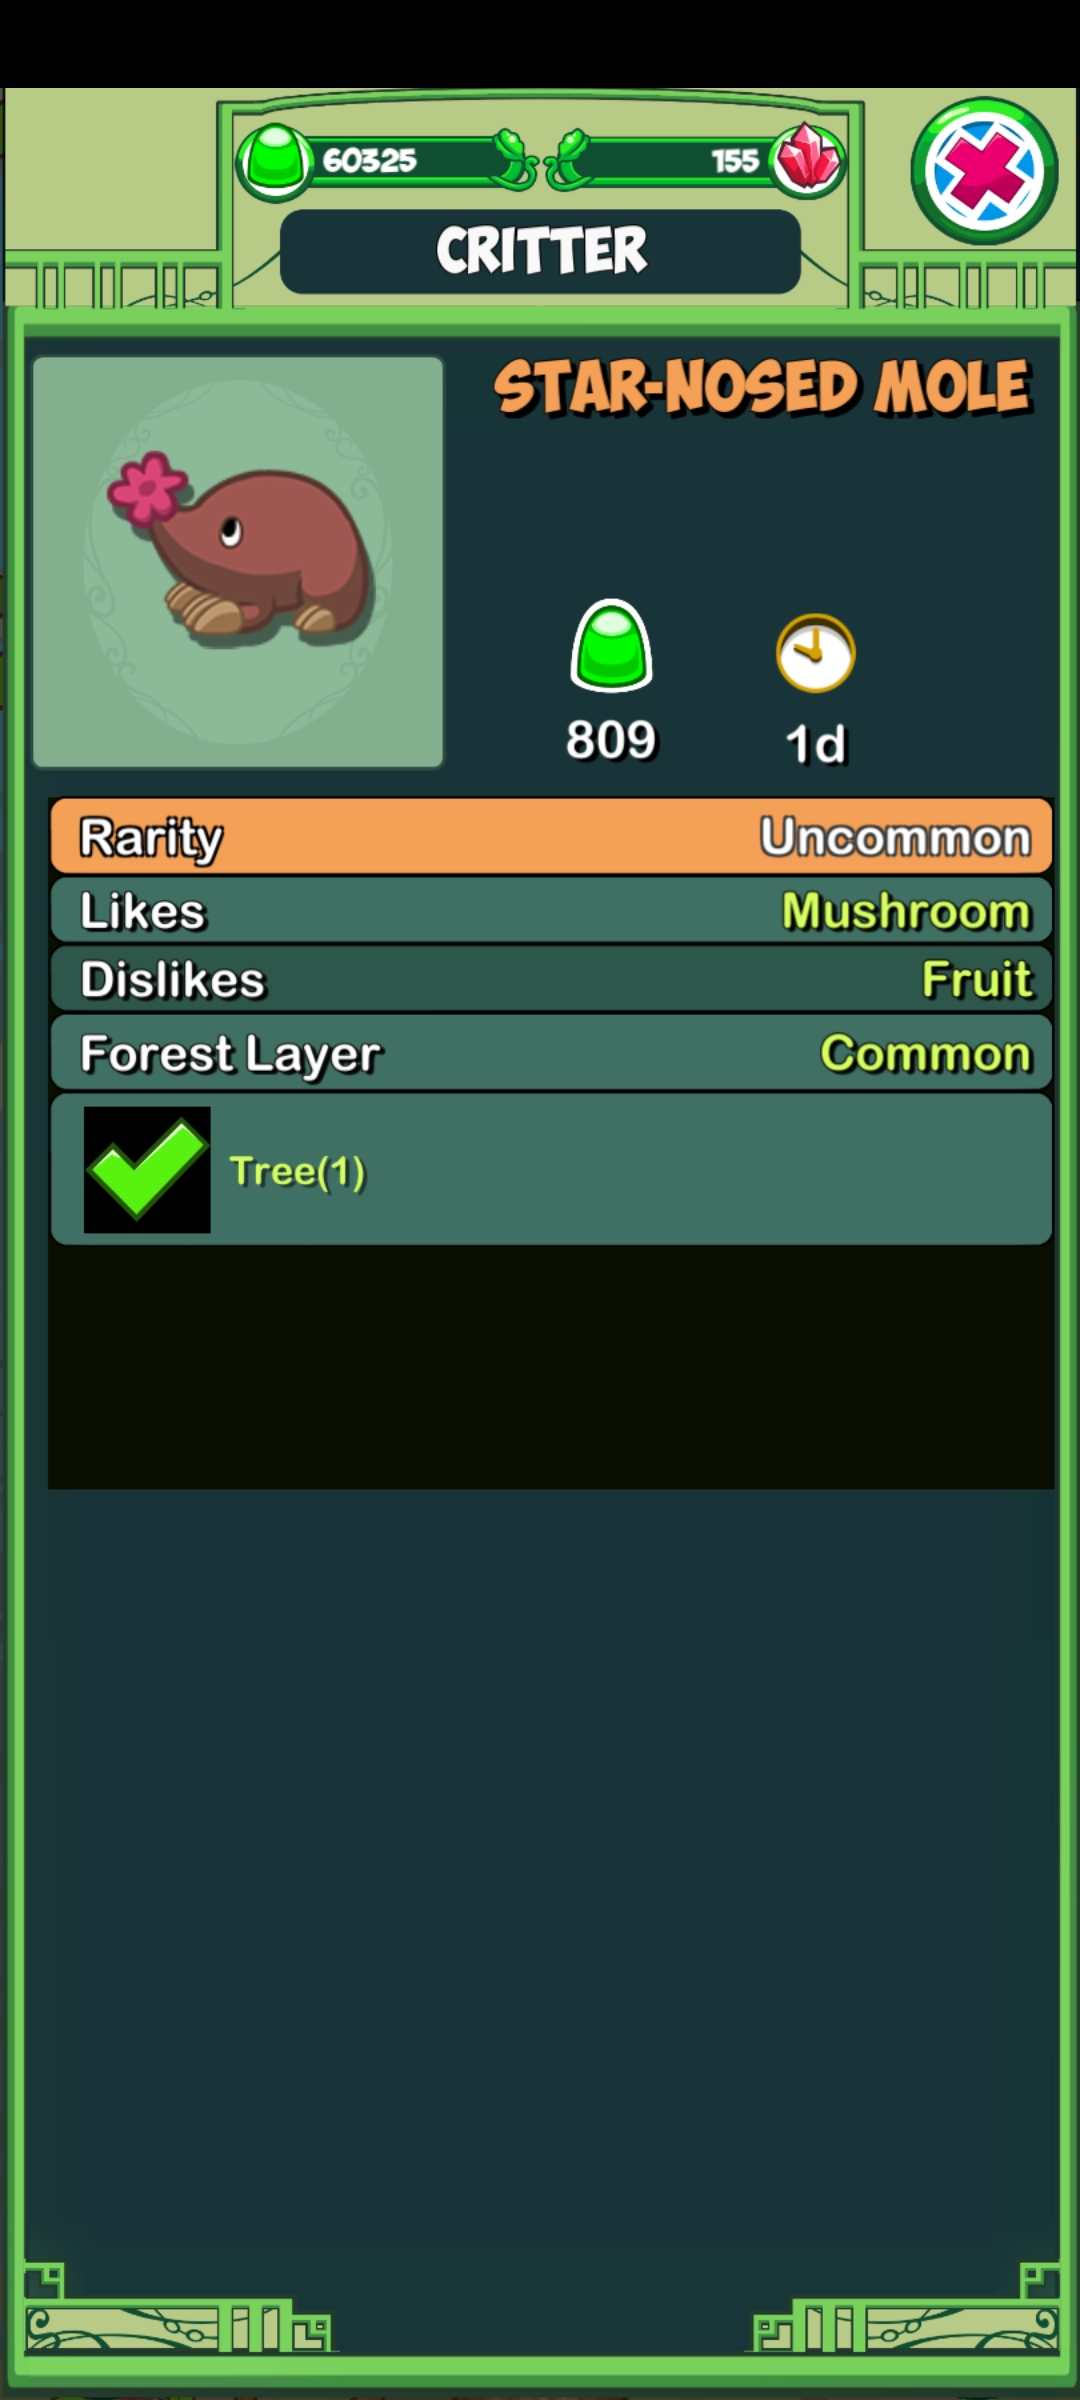 60325
155
CRITTER
STAR-NOSED MOLE
809
1d
Rarity Uncommon
Likes Mushroom
Dislikes Fruit
Forest Layer Common
Tree(1)